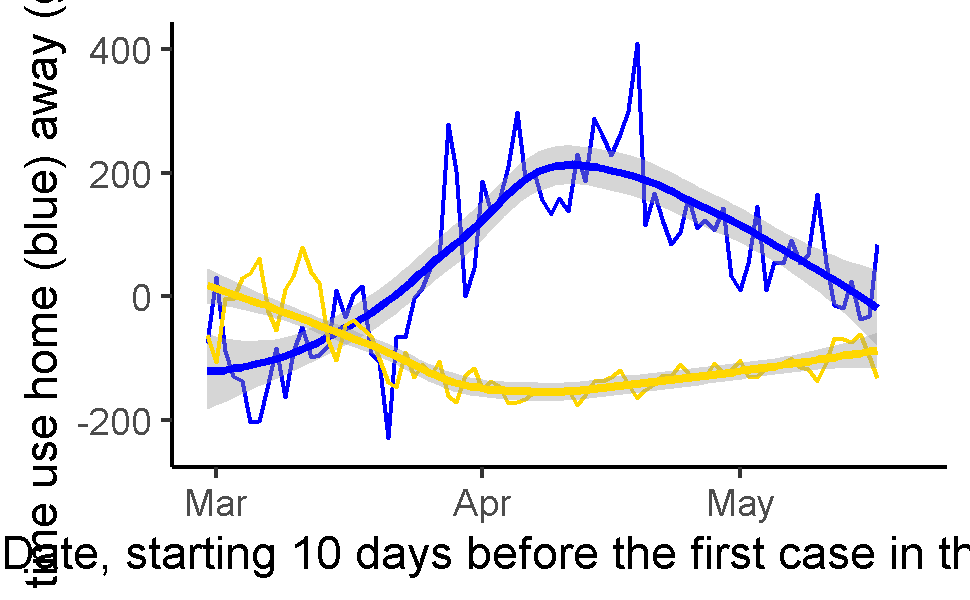 time use home (blue) away (
400
200
0
-200
Mar
Apr
May
Date, starting 10 days before the first case in th